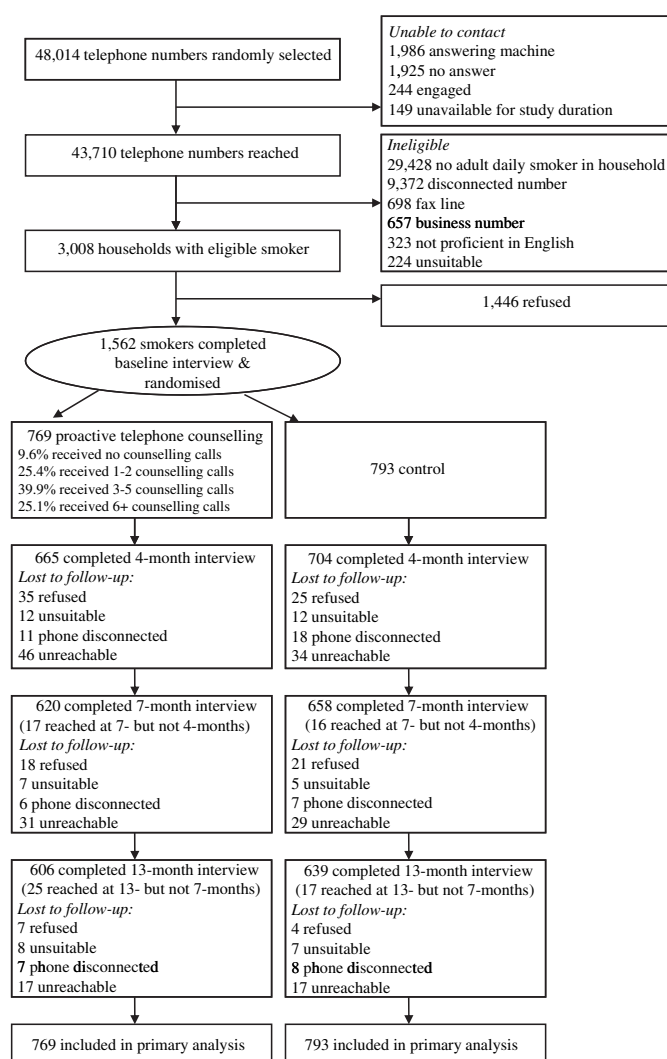 48,014 telephone numbers randomly selected
Unable to contact
1,986 answering machine
1,925 no answer
244 engaged
149 unavailable for study duration
43,710 telephone numbers reached
Ineligible
29,428 no adult daily smoker in household
9,372 disconnected number
698 fax line
657 business number
323 not proficient in English
224 unsuitable
3,008 households with eligible smoker
1,446 refused
1,562 smokers completed
baseline interview &
randomised
769 proactive telephone counselling
9.6% received no counselling calls
25.4% received 1-2 counselling calls
39.9% received 3-5 counselling calls
25.1% received 6+ counselling calls
793 control
665 completed 4-month interview
Lost to follow-up:
35 refused
12 unsuitable
11 phone disconnected
46 unreachable
704 completed 4-month interview
Lost to follow-up:
25 refused
12 unsuitable
18 phone disconnected
34 unreachable
620 completed 7-month interview
(17 reached at 7- but not 4-months)
Lost to follow-up:
18 refused
7 unsuitable
6 phone disconnected
31 unreachable
658 completed 7-month interview
(16 reached at 7- but not 4-months)
Lost to follow-up:
21 refused
5 unsuitable
7 phone disconnected
29 unreachable
606 completed 13-month interview
(25 reached at 13- but not 7-months)
Lost to follow-up:
7 refused
8 unsuitable
7 phone disconnected
17 unreachable
639 completed 13-month interview
(17 reached at 13- but not 7-months)
Lost to follow-up:
4 refused
7 unsuitable
8 phone disconnected
17 unreachable
769 included in primary analysis
793 included in primary analysis